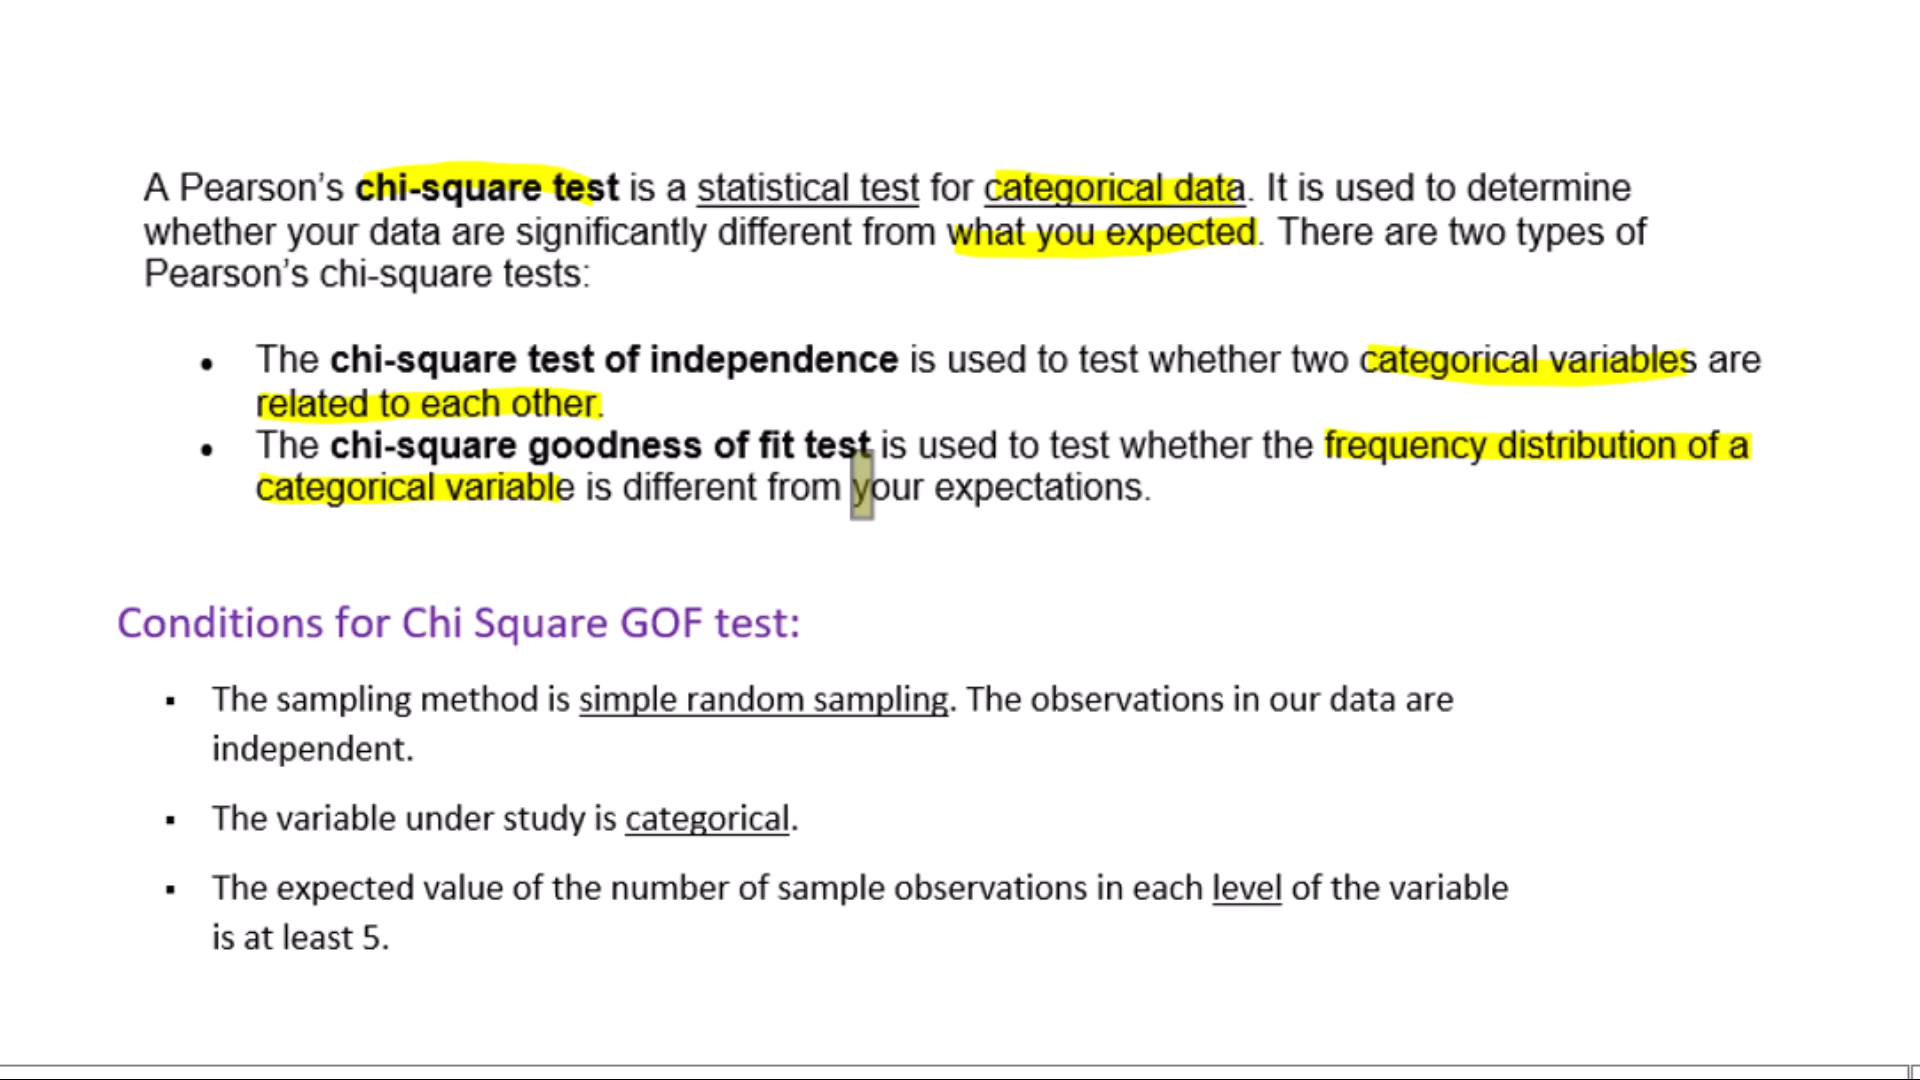 A Pearson’s chi-square test is a statistical test for categorical data. It is used to determine
whether your data are significantly different from what you expected. There are two types of
Pearson’s chi-square tests:
• The chi-square test of independence is used to test whether two categorical variables are
related to each other.
• The chi-square goodness of fit test is used to test whether the frequency distribution of a
categorical variable is different from your expectations.
Conditions for Chi Square GOF test:
▪ The sampling method is simple random sampling. The observations in our data are
independent.
▪ The variable under study is categorical.
▪ The expected value of the number of sample observations in each level of the variable
is at least 5.